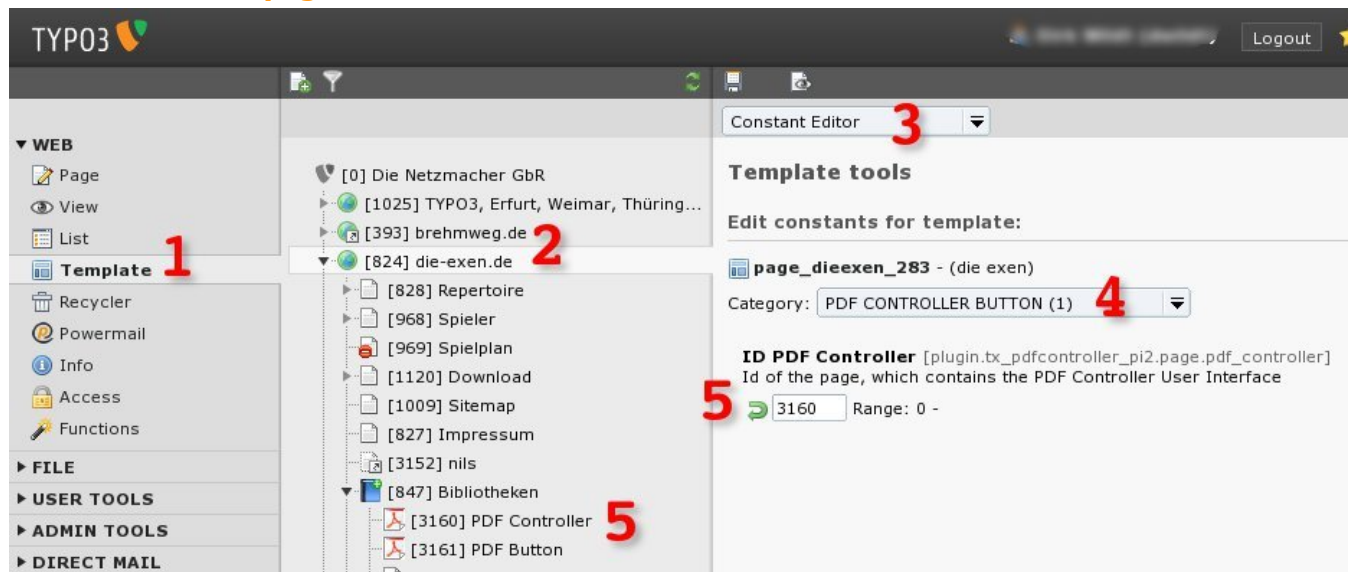 TYPO3
Logout
Constant Editor 3
WEB
Page
View
List
Template 1
Recycler
Powermail
Info
Access
Functions
FILE
USER TOOLS
ADMIN TOOLS
DIRECT MAIL
[0] Die Netzmacher GbR
[1025] TYPO3, Erfurt, Weimar, Thüring...
[393] brehmweg.de
2
[824] die-exen.de
[828] Repertoire
[968] Spieler
[969] Spielplan
[1120] Download
[1009] Sitemap
[827] Impressum
[3152] nils
[847] Bibliotheken
[3160] PDF Controller 5
[3161] PDF Button
Template tools
Edit constants for template:
page_dieexen_283 - (die exen)
Category: PDF CONTROLLER BUTTON (1) 4
ID PDF Controller [plugin.tx_pdfcontroller_pi2.page.pdf_controller]
Id of the page, which contains the PDF Controller User Interface
5 3160 Range: 0 -